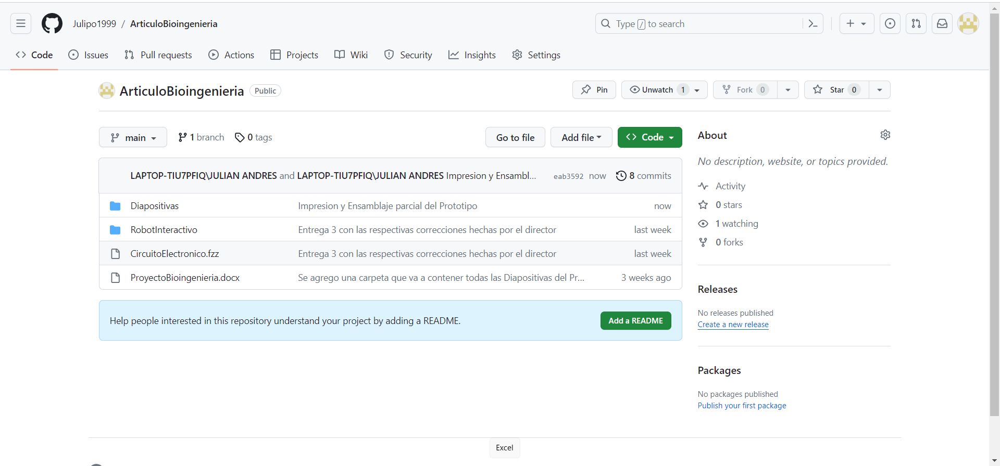 Julipo1999 / ArticuloBioingenieria
Type / to search
Code Issues Pull requests Actions Projects Wiki Security Insights Settings
ArticuloBioingenieria Public
Pin Unwatch 1 Fork 0 Star 0
main 1 branch 0 tags Go to file Add file Code
LAPTOP-TIU7PFIQ\JULIAN ANDRES and LAPTOP-TIU7PFIQ\JULIAN ANDRES Impresion y Ensambl... eab3592 now 8 commits
Diapositivas Impresion y Ensamblaje parcial del Prototipo now
RobotInteractivo Entrega 3 con las respectivas correcciones hechas por el director last week
CircuitoElectronico.fzz Entrega 3 con las respectivas correcciones hechas por el director last week
ProyectoBioingenieria.docx Se agrego una carpeta que va a contener todas las Diapositivas del Pr... 3 weeks ago
Help people interested in this repository understand your project by adding a README. Add a README
About
No description, website, or topics provided.
Activity
0 stars
1 watching
0 forks
Releases
No releases published
Create a new release
Packages
No packages published
Publish your first package
Excel